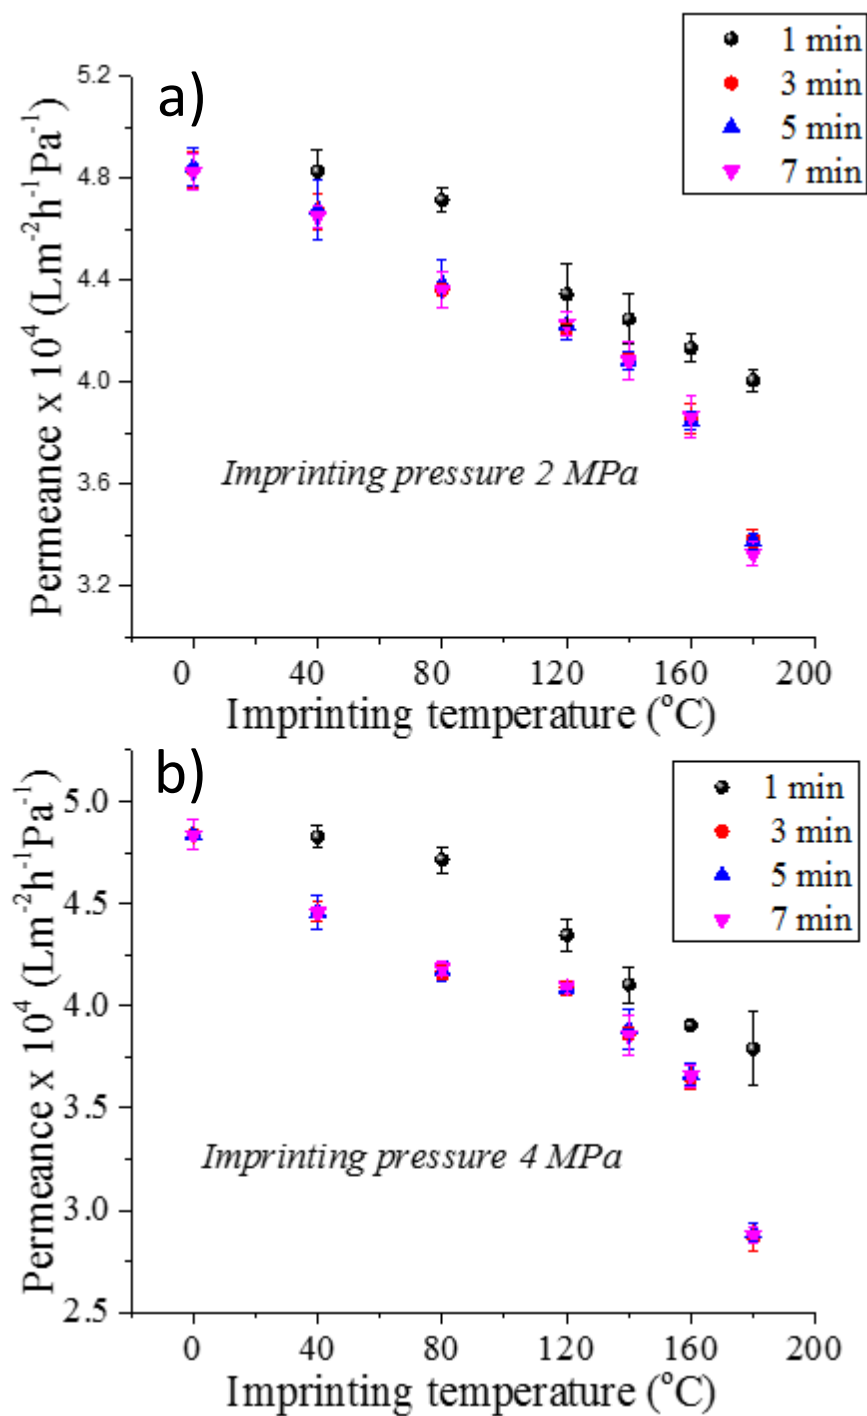 a)
1 min
3 min
5 min
7 min
5.2
4.8
4.4
4.0
3.6
3.2
Permeance x 10⁴ (Lm⁻²h⁻¹Pa⁻¹)
Imprinting pressure 2 MPa
0 40 80 120 160 200
Imprinting temperature (°C)
b)
1 min
3 min
5 min
7 min
5.0
4.5
4.0
3.5
3.0
2.5
Permeance x 10⁴ (Lm⁻²h⁻¹Pa⁻¹)
Imprinting pressure 4 MPa
0 40 80 120 160 200
Imprinting temperature (°C)